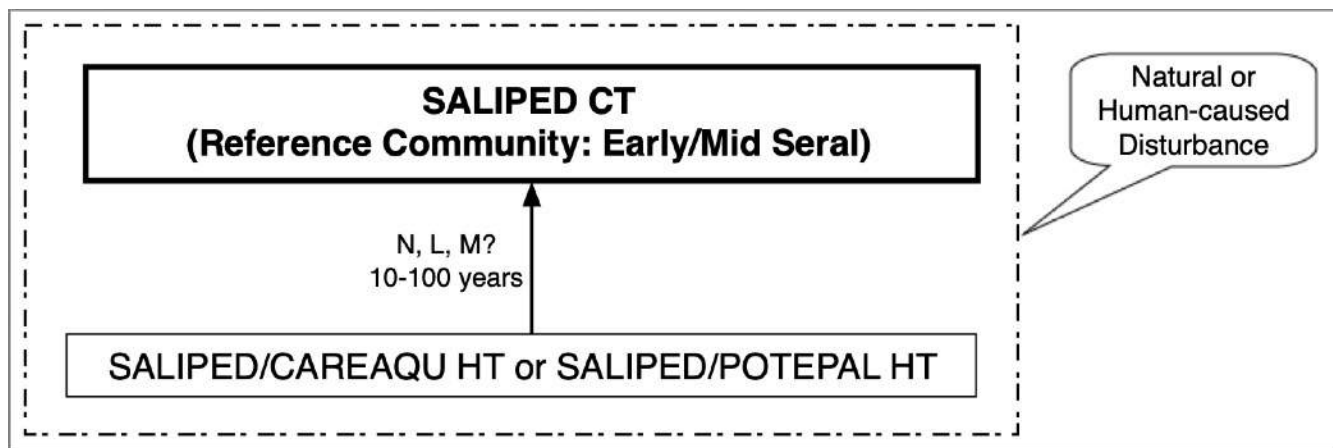 SALIPED CT
(Reference Community: Early/Mid Seral)
Natural or
Human-caused
Disturbance
N, L, M?
10-100 years
SALIPED/CAREAQU HT or SALIPED/POTEPAL HT